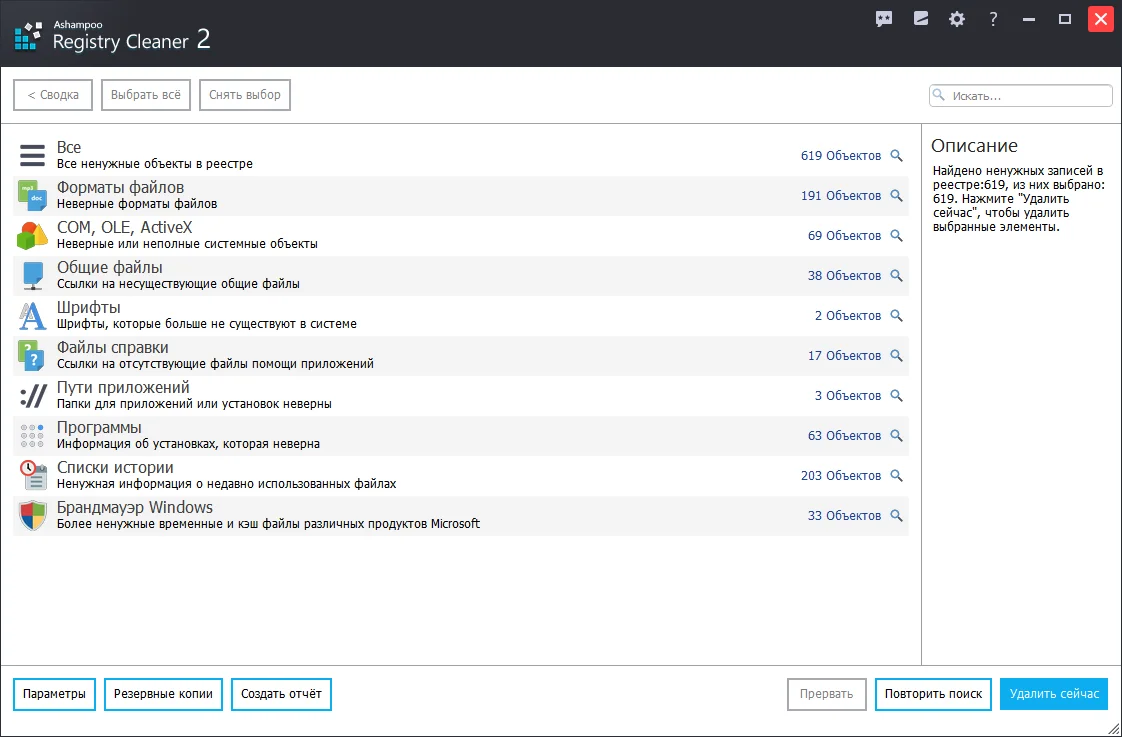 Ashampoo
Registry Cleaner 2
?
< Сводка
Выбрать всё
Снять выбор
Искать...
Все
Все ненужные объекты в реестре
619 Объектов
mp3
doc
Форматы файлов
Неверные форматы файлов
191 Объектов
COM, OLE, ActiveX
Неверные или неполные системные объекты
69 Объектов
Общие файлы
Ссылки на несуществующие общие файлы
38 Объектов
A
Шрифты
Шрифты, которые больше не существуют в системе
2 Объектов
?
?
Файлы справки
Ссылки на отсутствующие файлы помощи приложений
17 Объектов
://
Пути приложений
Папки для приложений или установок неверны
3 Объектов
Программы
Информация об установках, которая неверна
63 Объектов
Списки истории
Ненужная информация о недавно использованных файлах
203 Объектов
Брандмауэр Windows
Более ненужные временные и кэш файлы различных продуктов Microsoft
33 Объектов
Описание
Найдено ненужных записей в
реестре:619, из них выбрано:
619. Нажмите "Удалить
сейчас", чтобы удалить
выбранные элементы.
Параметры
Резервные копии
Создать отчёт
Прервать
Повторить поиск
Удалить сейчас